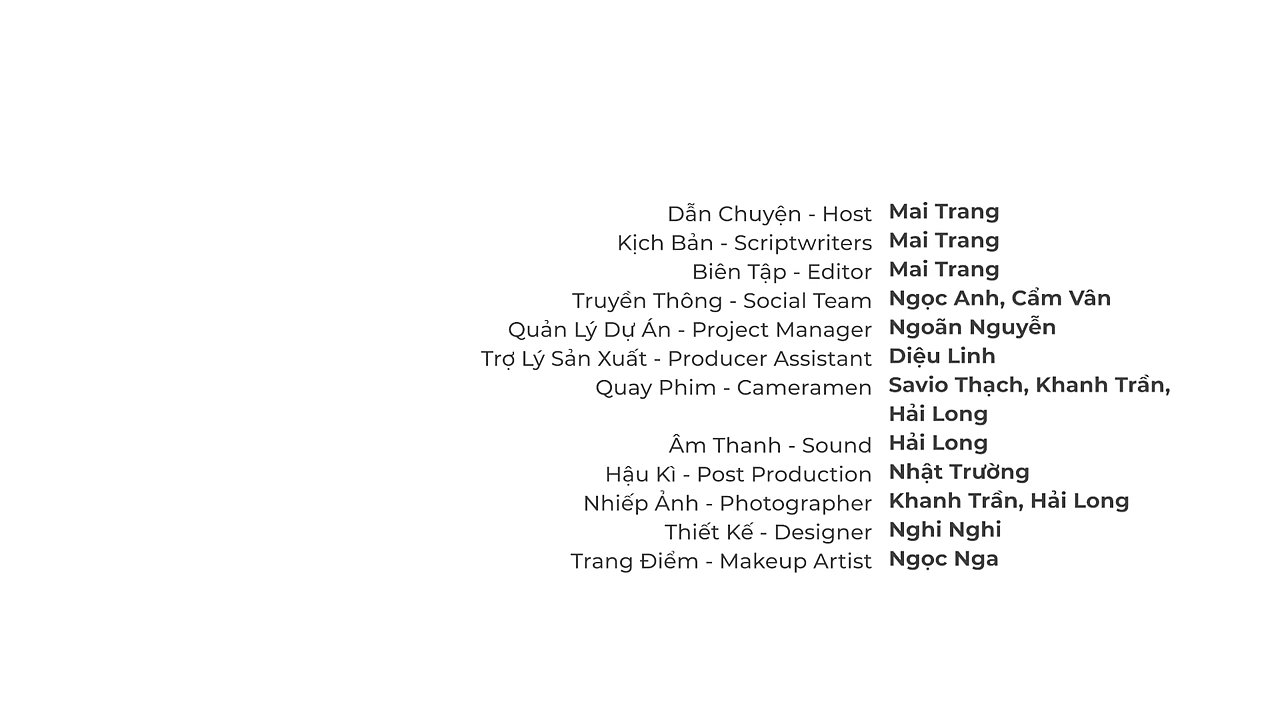 Dẫn Chuyện - Host Mai Trang
Kịch Bản - Scriptwriters Mai Trang
Biên Tập - Editor Mai Trang
Truyền Thông - Social Team Ngọc Anh, Cẩm Vân
Quản Lý Dự Án - Project Manager Ngoãn Nguyễn
Trợ Lý Sản Xuất - Producer Assistant Diệu Linh
Quay Phim - Cameramen Savio Thạch, Khanh Trần,
Hải Long
Âm Thanh - Sound Hải Long
Hậu Kì - Post Production Nhật Trường
Nhiếp Ảnh - Photographer Khanh Trần, Hải Long
Thiết Kế - Designer Nghi Nghi
Trang Điểm - Makeup Artist Ngọc Nga